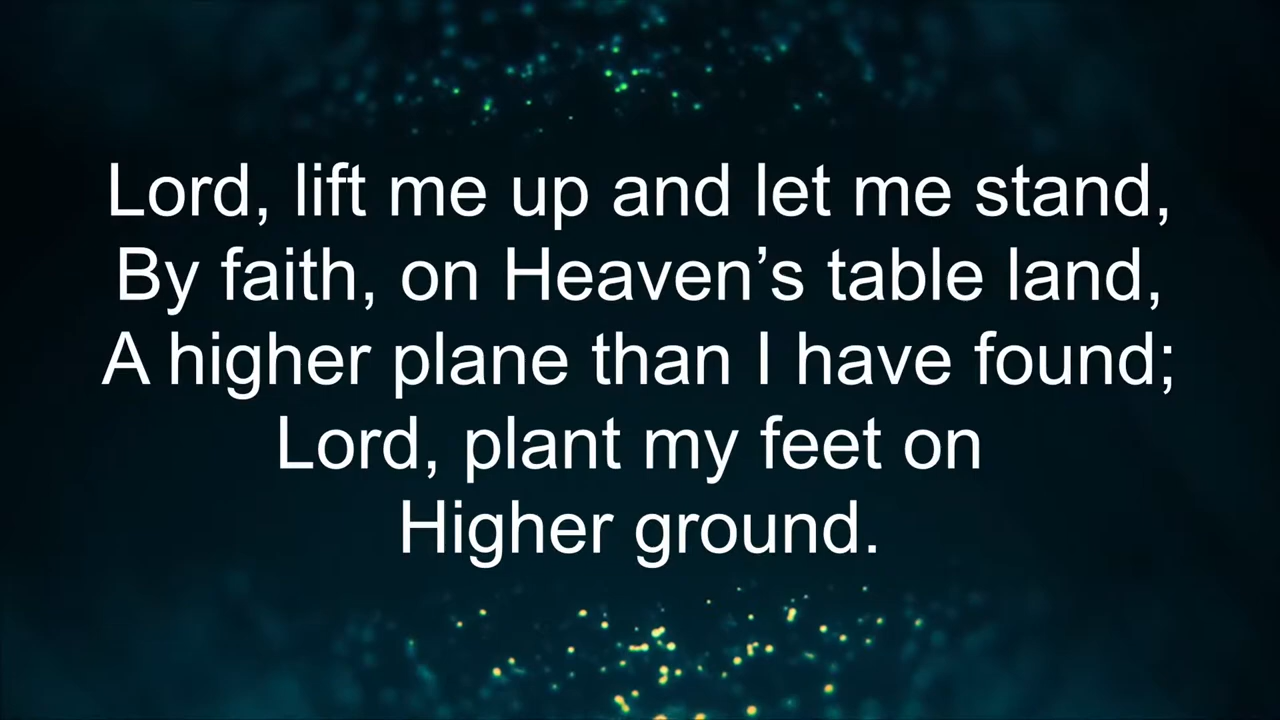 Lord, lift me up and let me stand,
By faith, on Heaven’s table land,
A higher plane than I have found;
Lord, plant my feet on
Higher ground.